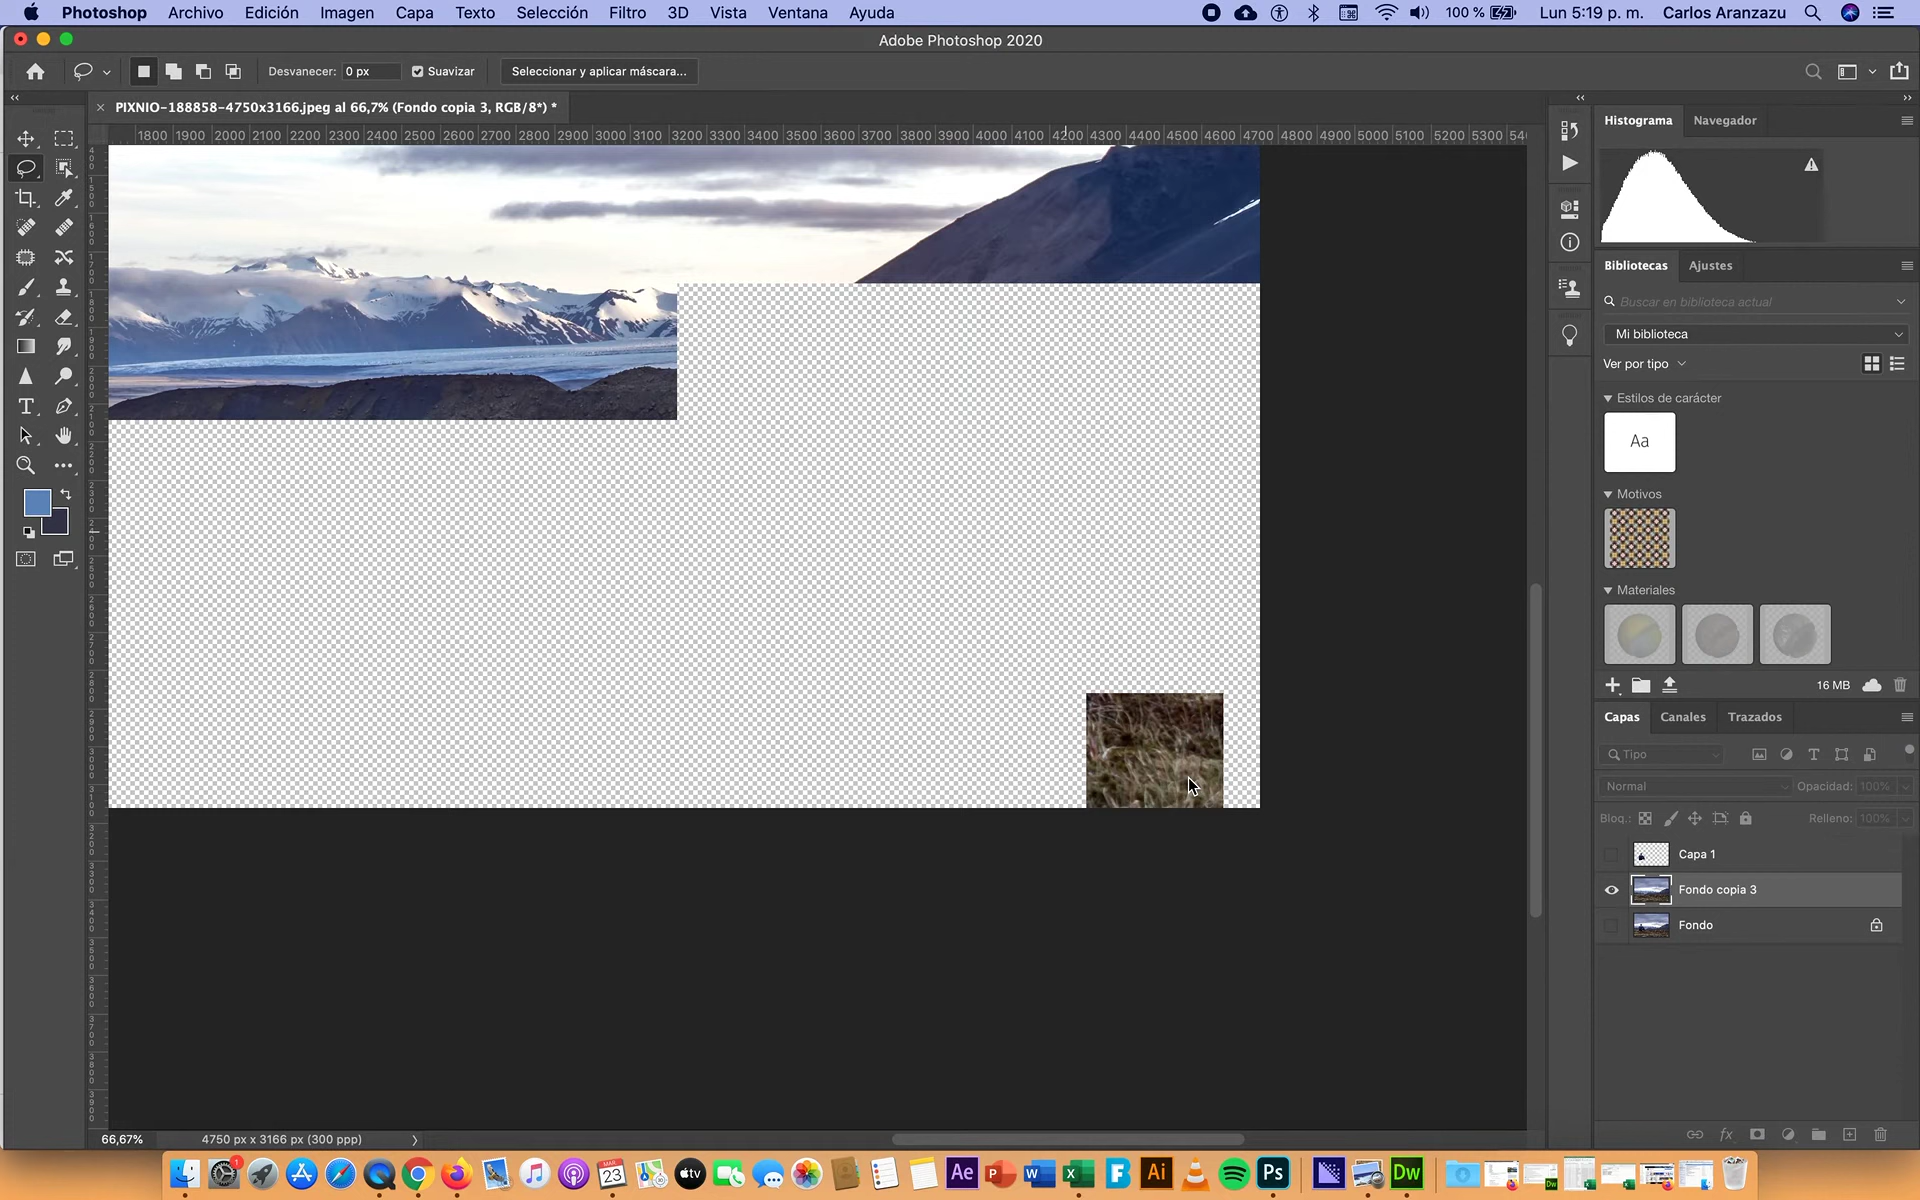 Photoshop Archivo Edición Imagen Capa Texto Selección Filtro 3D Vista Ventana Ayuda 100 % Lun 5:19 p. m. Carlos Aranzazu
Adobe Photoshop 2020
Desvanecer: 0 px Suavizar Seleccionar y aplicar máscara...
PIXNIO-188858-4750x3166.jpeg al 66,7% (Fondo copia 3, RGB/8*) *
1800 1900 2000 2100 2200 2300 2400 2500 2600 2700 2800 2900 3000 3100 3200 3300 3400 3500 3600 3700 3800 3900 4000 4100 4200 4300 4400 4500 4600 4700 4800 4900 5000 5100 5200 5300
Histograma Navegador
Bibliotecas Ajustes
Buscar en biblioteca actual
Mi biblioteca
Ver por tipo
Estilos de carácter
Aa
Motivos
Materiales
16 MB
Capas Canales Trazados
Tipo
Normal Opacidad: 100%
Bloq.: Relleno: 100%
Capa 1
Fondo copia 3
Fondo
66,67% 4750 px x 3166 px (300 ppp)
MAR 23 tv Ae P W X F Ai Ps Dw